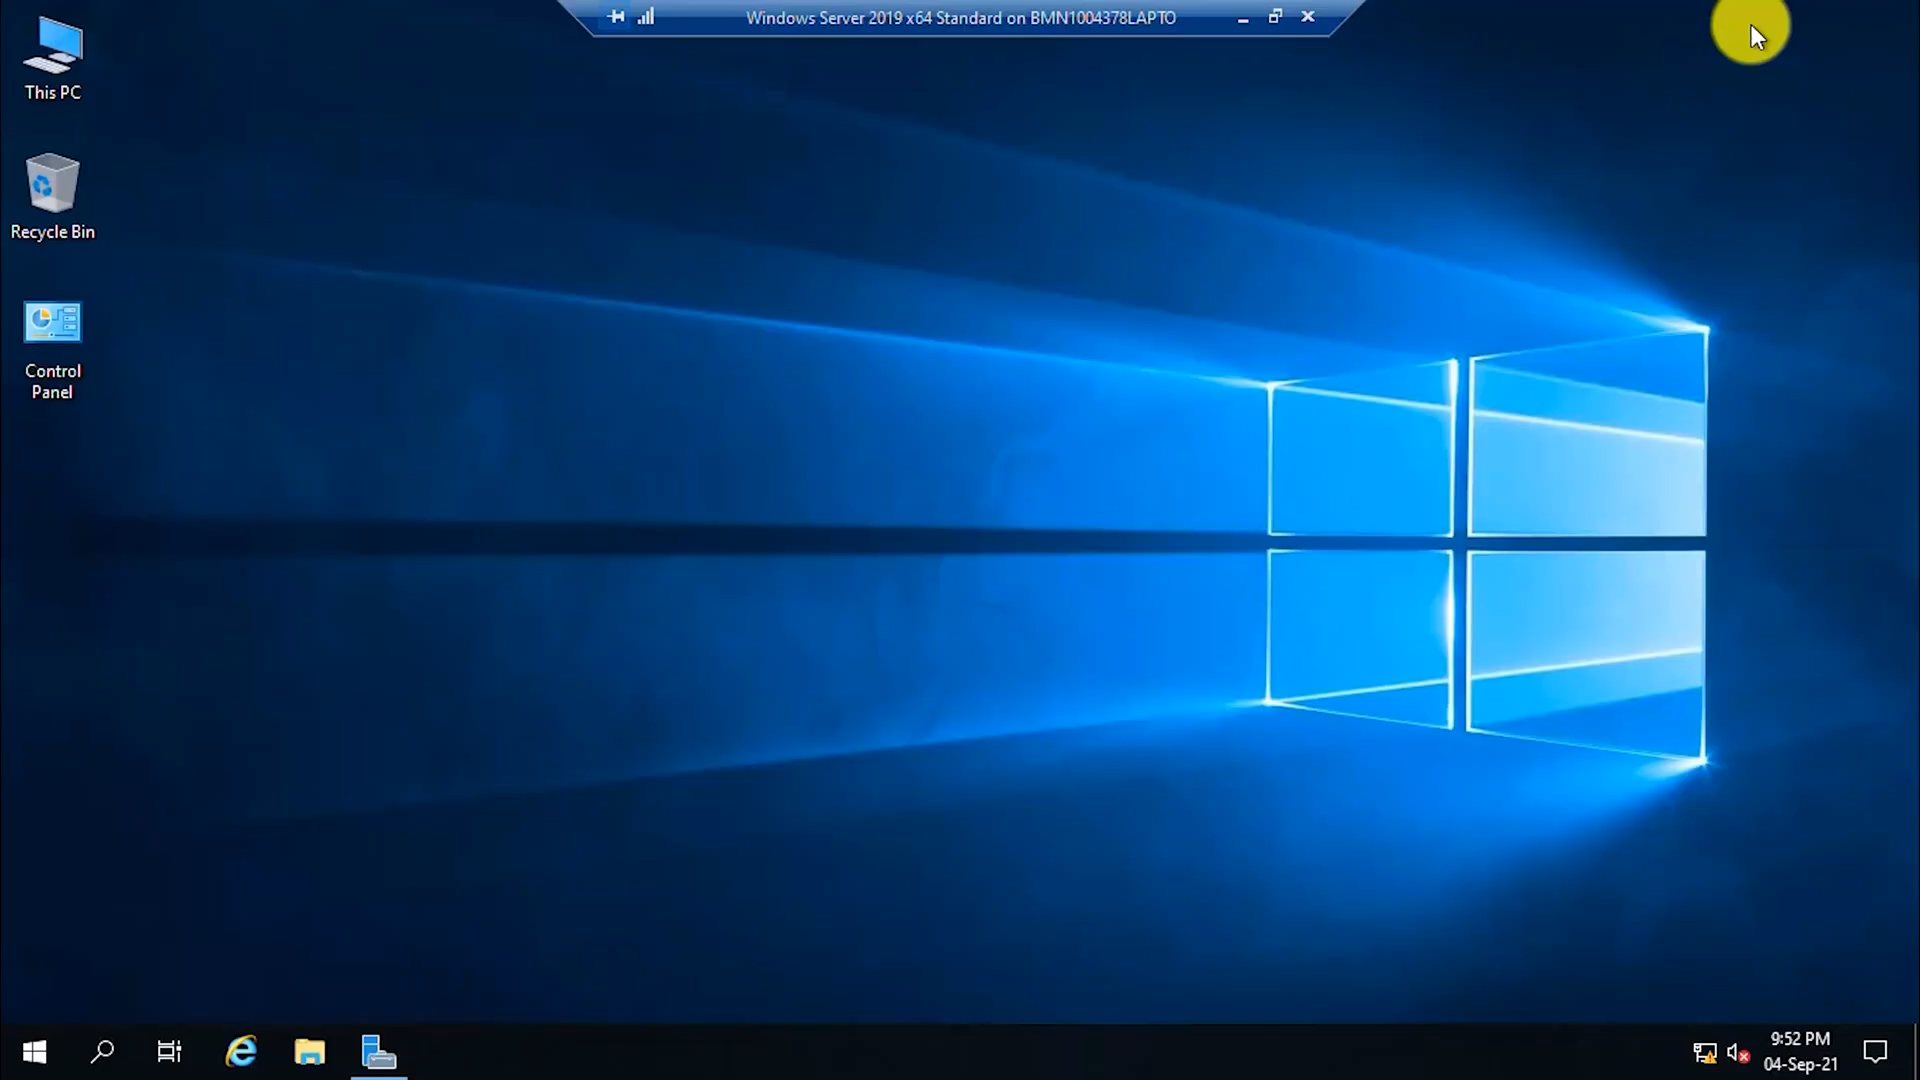 Windows Server 2019 x64 Standard on BMN1004378LAPTO
This PC
Recycle Bin
Control
Panel
9:52 PM
04-Sep-21